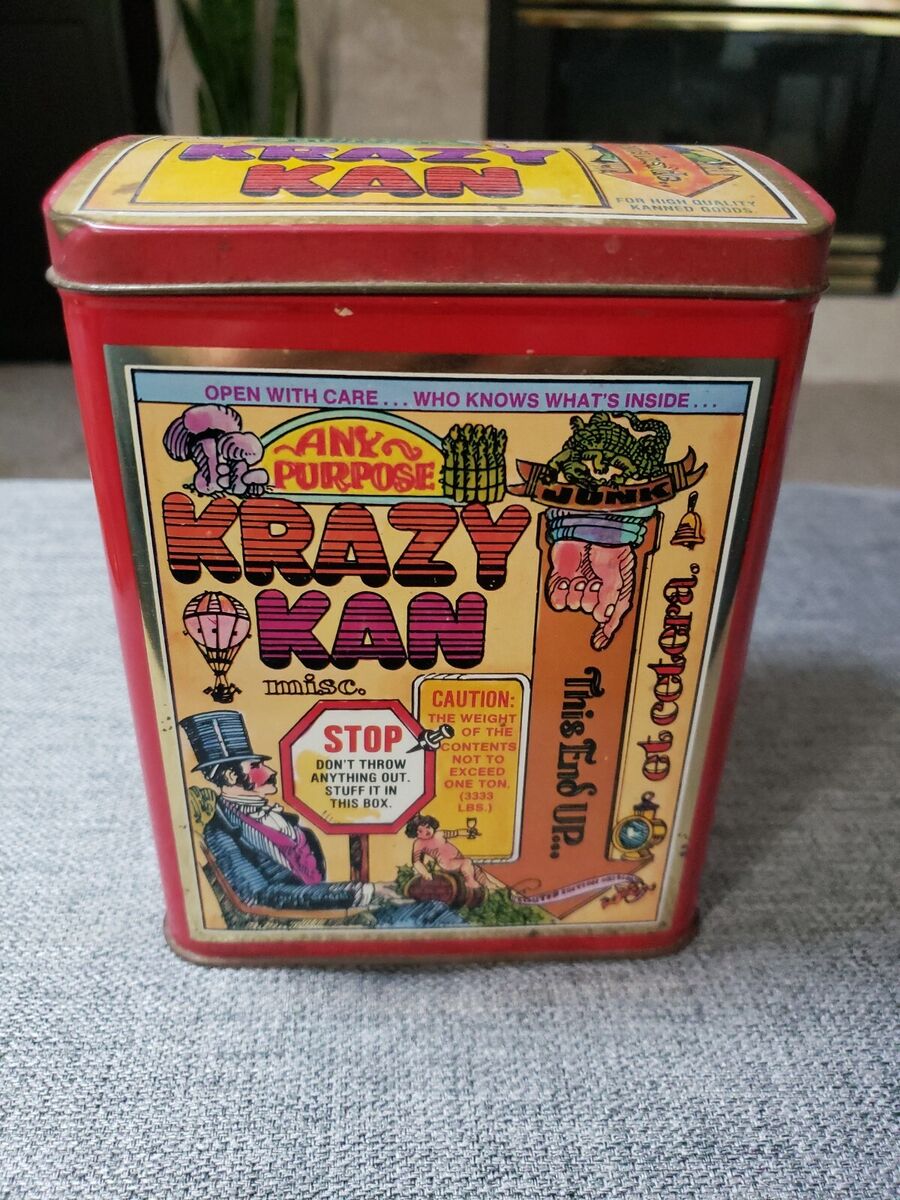 KRAZY
KAN
FOR HIGH QUALITY
KANNED GOODS.
OPEN WITH CARE... WHO KNOWS WHAT'S INSIDE...
ANY
PURPOSE
KRAZY
KAN
misc.
JUNK
This End UP...
et cetera.
STOP
DON'T THROW
ANYTHING OUT.
STUFF IT IN
THIS BOX.
CAUTION:
THE WEIGHT
OF THE
CONTENTS
NOT TO
EXCEED
ONE TON.
(3333
LBS.)